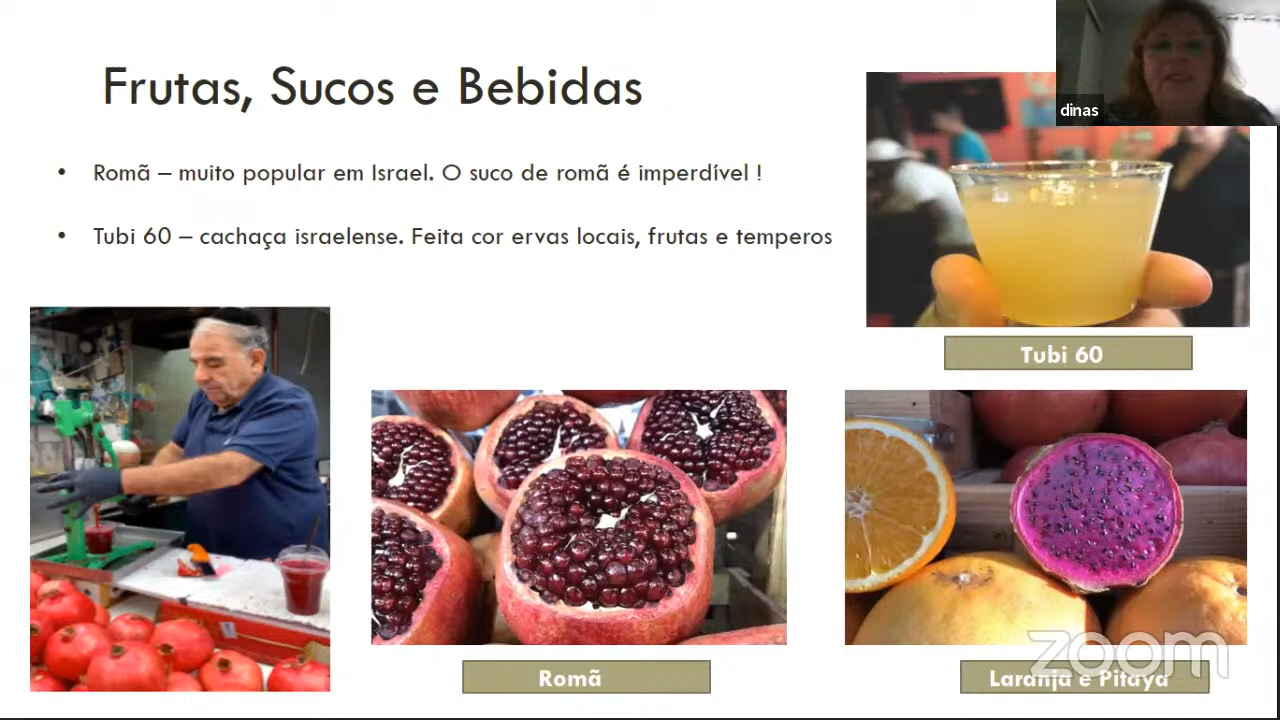 Frutas, Sucos e Bebidas
dinas
• Romã – muito popular em Israel. O suco de romã é imperdível !
• Tubi 60 – cachaça israelense. Feita cor ervas locais, frutas e temperos
Tubi 60
Romã
Laranja e Pitaya
zoom